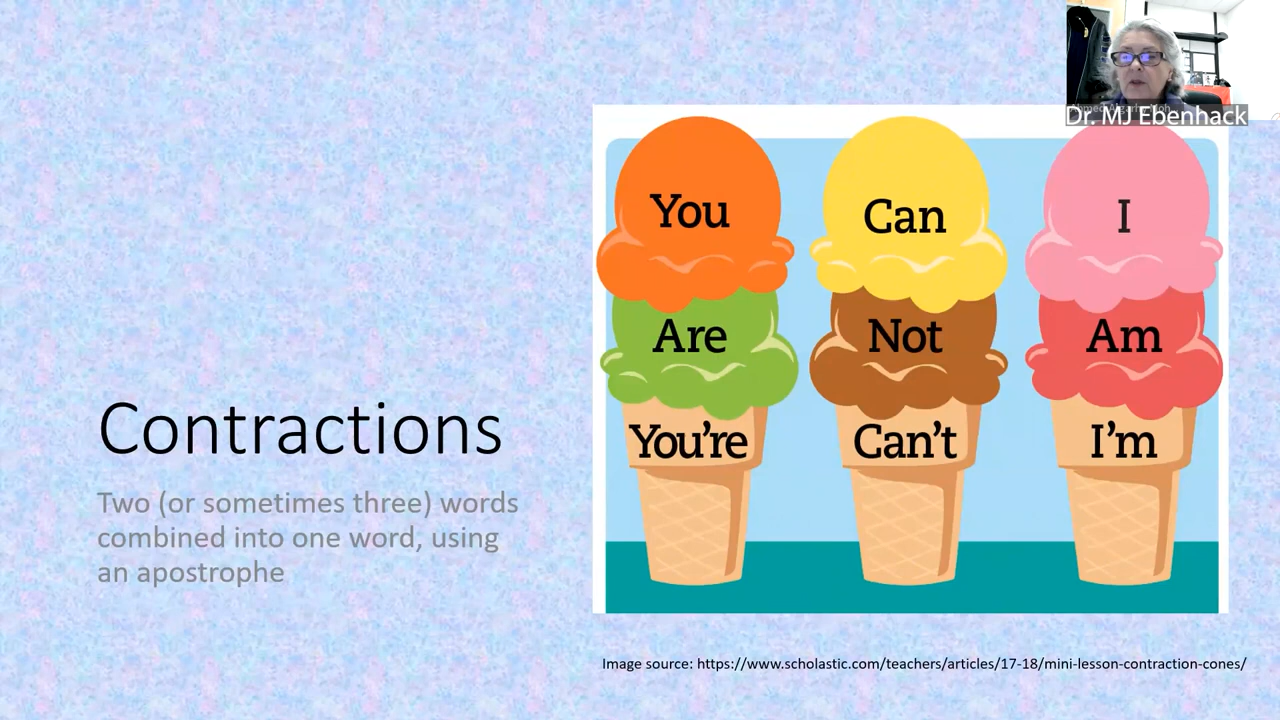 Dr. MJ Ebenhack
You
Can
I
Are
Not
Am
You’re
Can’t
I’m
Contractions
Two (or sometimes three) words
combined into one word, using
an apostrophe
Image source: https://www.scholastic.com/teachers/articles/17-18/mini-lesson-contraction-cones/